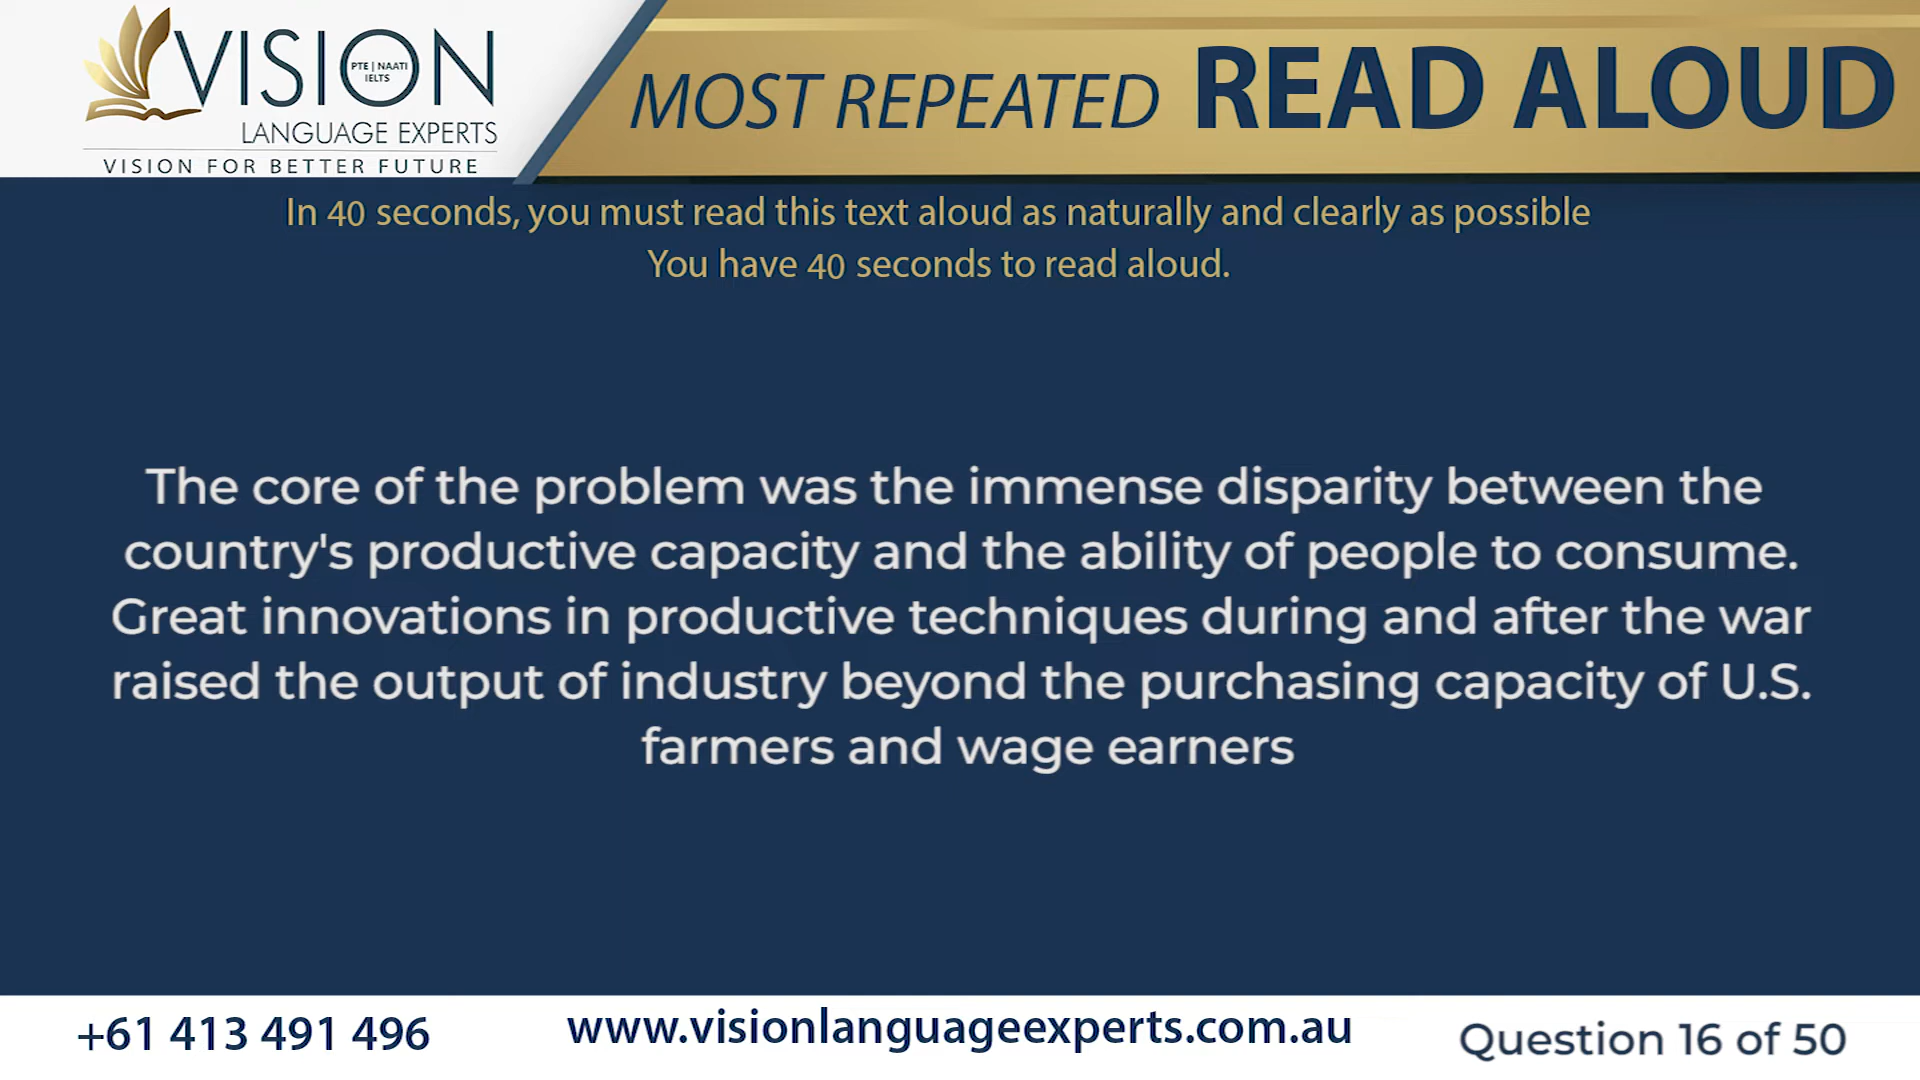 VISION
PTE | NAATI
IELTS
LANGUAGE EXPERTS
VISION FOR BETTER FUTURE
MOST REPEATED READ ALOUD
In 40 seconds, you must read this text aloud as naturally and clearly as possible
You have 40 seconds to read aloud.
The core of the problem was the immense disparity between the
country's productive capacity and the ability of people to consume.
Great innovations in productive techniques during and after the war
raised the output of industry beyond the purchasing capacity of U.S.
farmers and wage earners
+61 413 491 496
www.visionlanguageexperts.com.au
Question 16 of 50